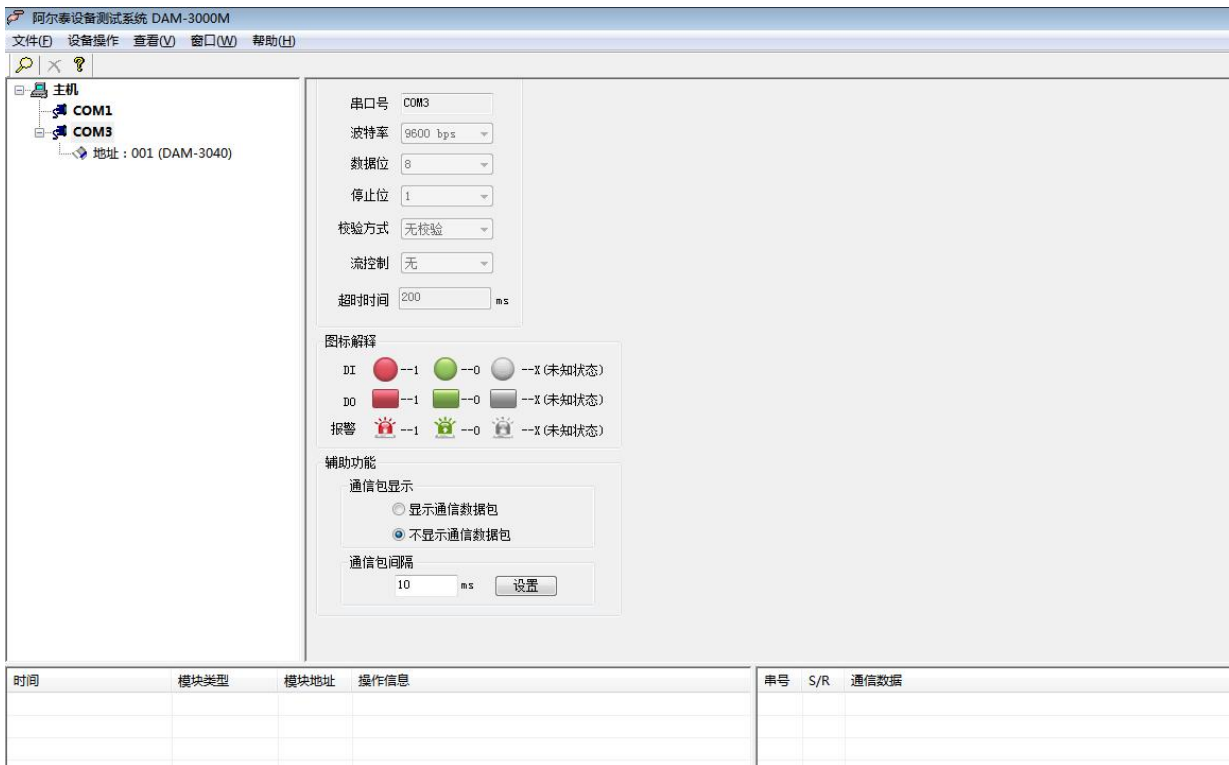 阿尔泰设备测试系统 DAM-3000M
文件(F) 设备操作 查看(V) 窗口(W) 帮助(H)
主机
COM1
COM3
地址：001 (DAM-3040)
串口号 COM3
波特率 9600 bps
数据位 8
停止位 1
校验方式 无校验
流控制 无
超时时间 200 ms
图标解释
DI --1 --0 --X(未知状态)
DO --1 --0 --X(未知状态)
报警 --1 --0 --X(未知状态)
辅助功能
通信包显示
显示通信数据包
不显示通信数据包
通信包间隔
10 ms 设置
时间 模块类型 模块地址 操作信息 串号 S/R 通信数据